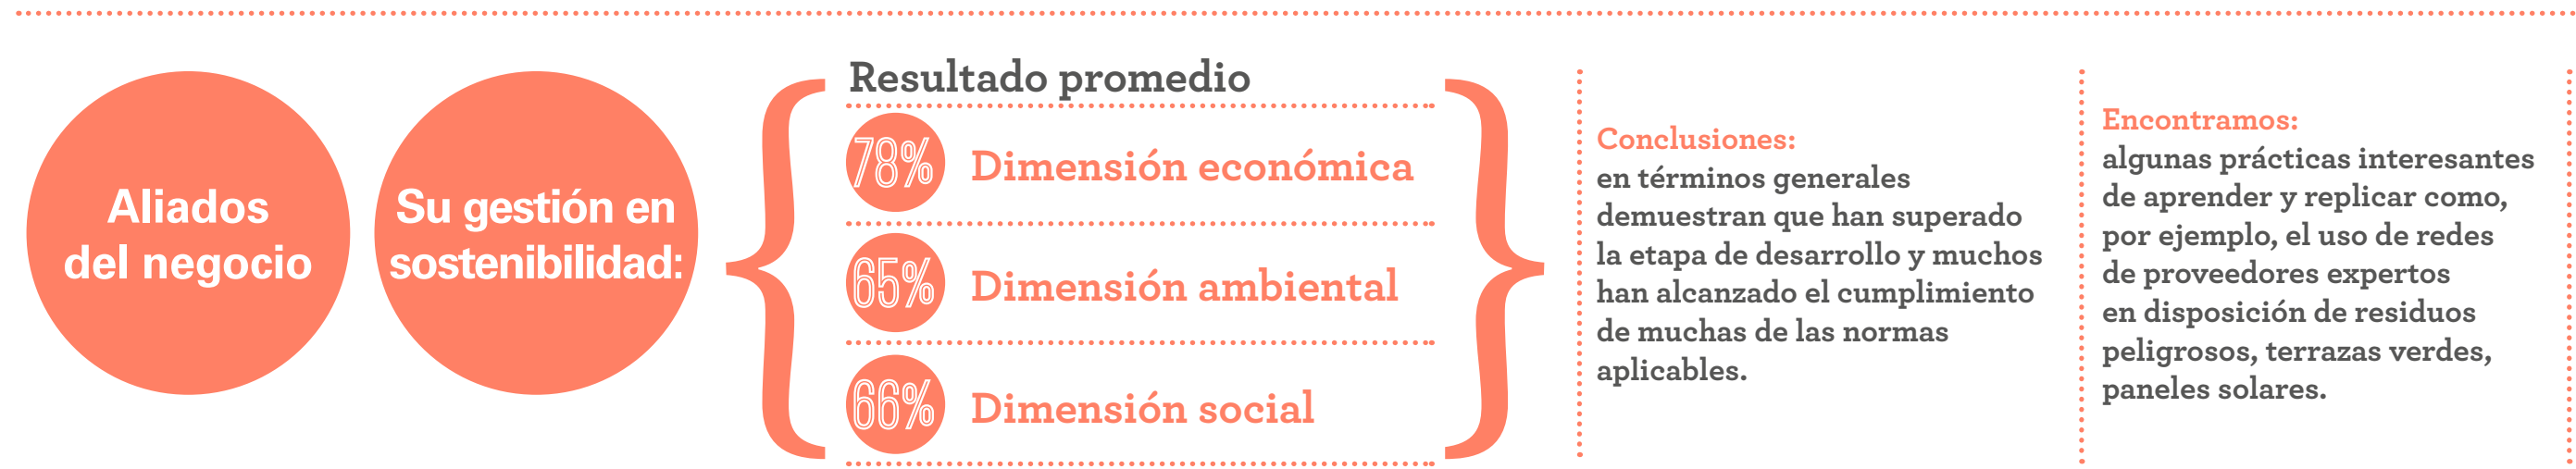 Aliados
del negocio
Su gestión en
sostenibilidad:
Resultado promedio
78% Dimensión económica
65% Dimensión ambiental
66% Dimensión social
Conclusiones:
en términos generales
demuestran que han superado
la etapa de desarrollo y muchos
han alcanzado el cumplimiento
de muchas de las normas
aplicables.
Encontramos:
algunas prácticas interesantes
de aprender y replicar como,
por ejemplo, el uso de redes
de proveedores expertos
en disposición de residuos
peligrosos, terrazas verdes,
paneles solares.